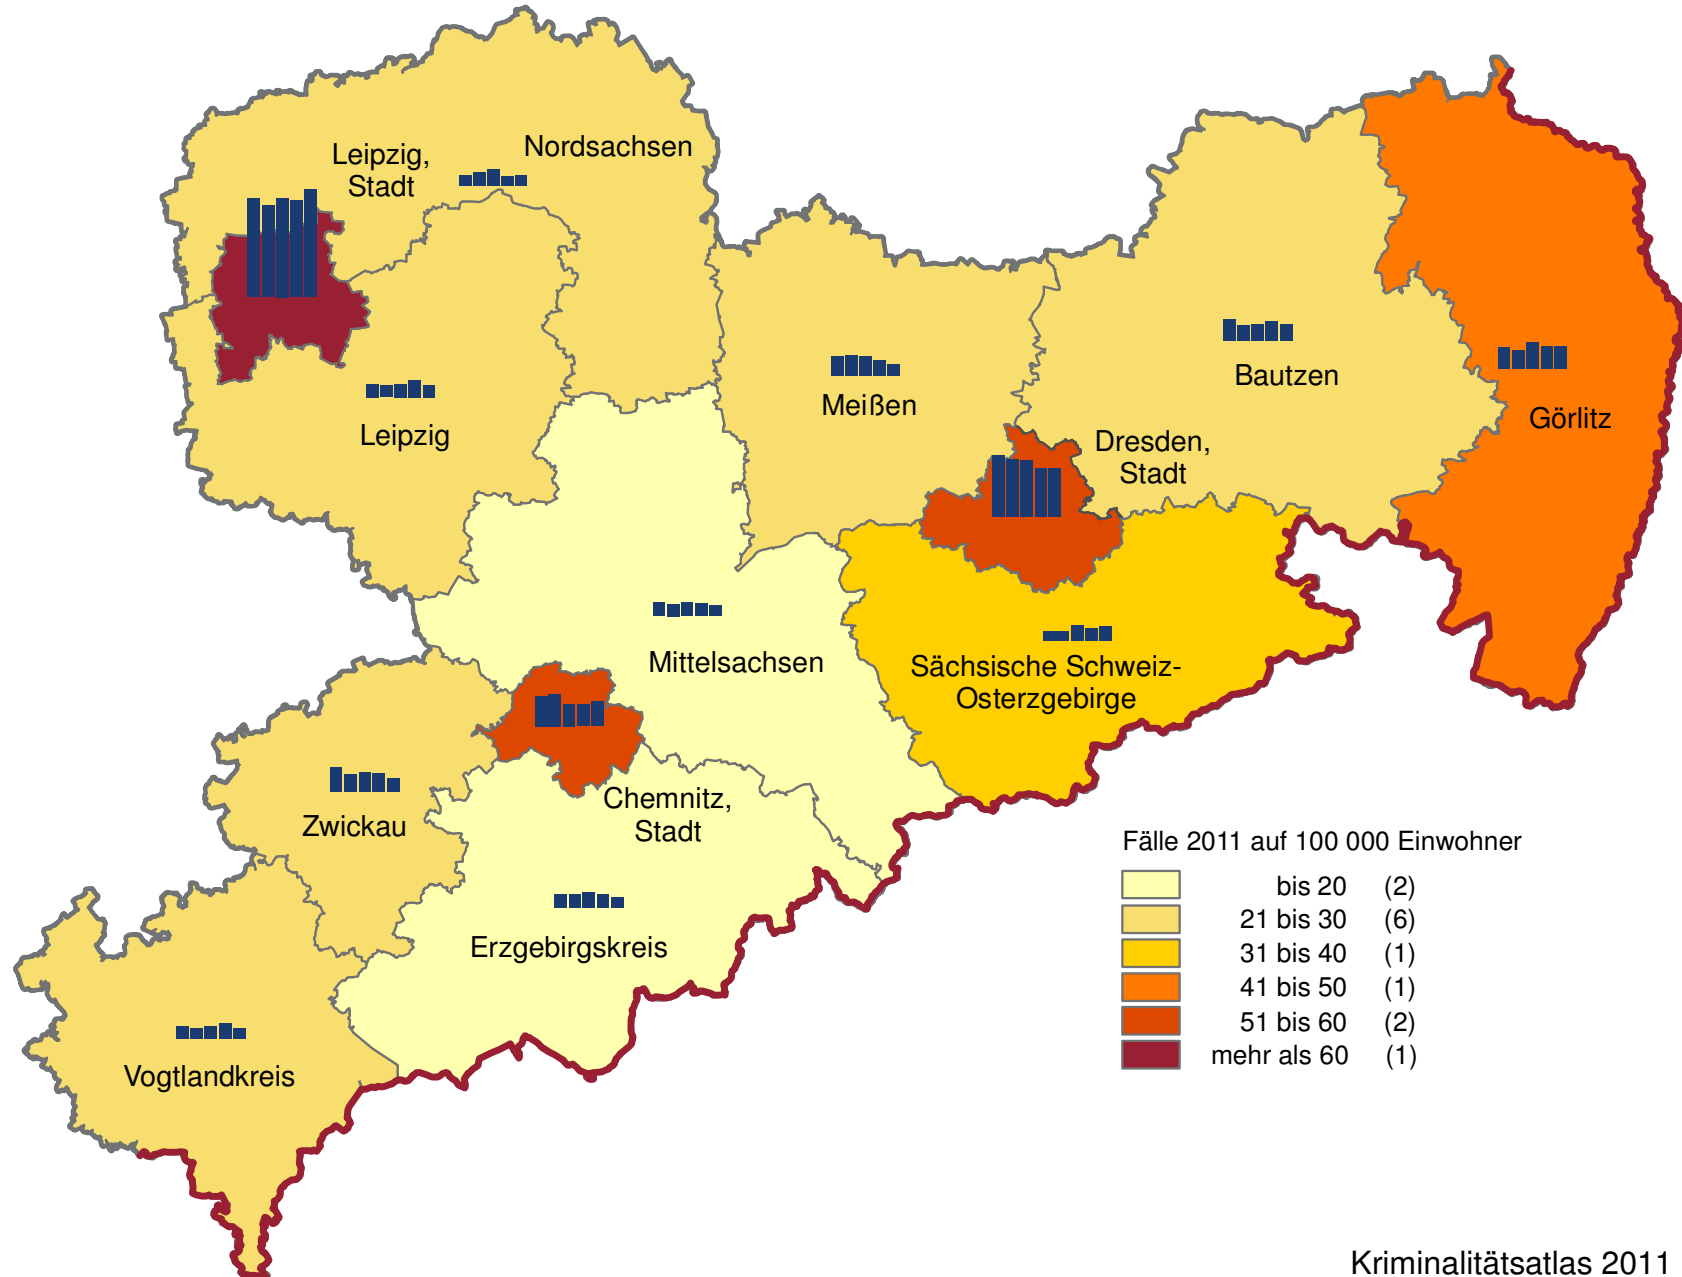 Nordsachsen
Leipzig,
Stadt
Leipzig
Meißen
Bautzen
Görlitz
Dresden,
Stadt
Mittelsachsen
Sächsische Schweiz-
Osterzgebirge
Chemnitz,
Stadt
Zwickau
Erzgebirgskreis
Vogtlandkreis
Fälle 2011 auf 100 000 Einwohner
bis 20 (2)
21 bis 30 (6)
31 bis 40 (1)
41 bis 50 (1)
51 bis 60 (2)
mehr als 60 (1)
Kriminalitätsatlas 2011